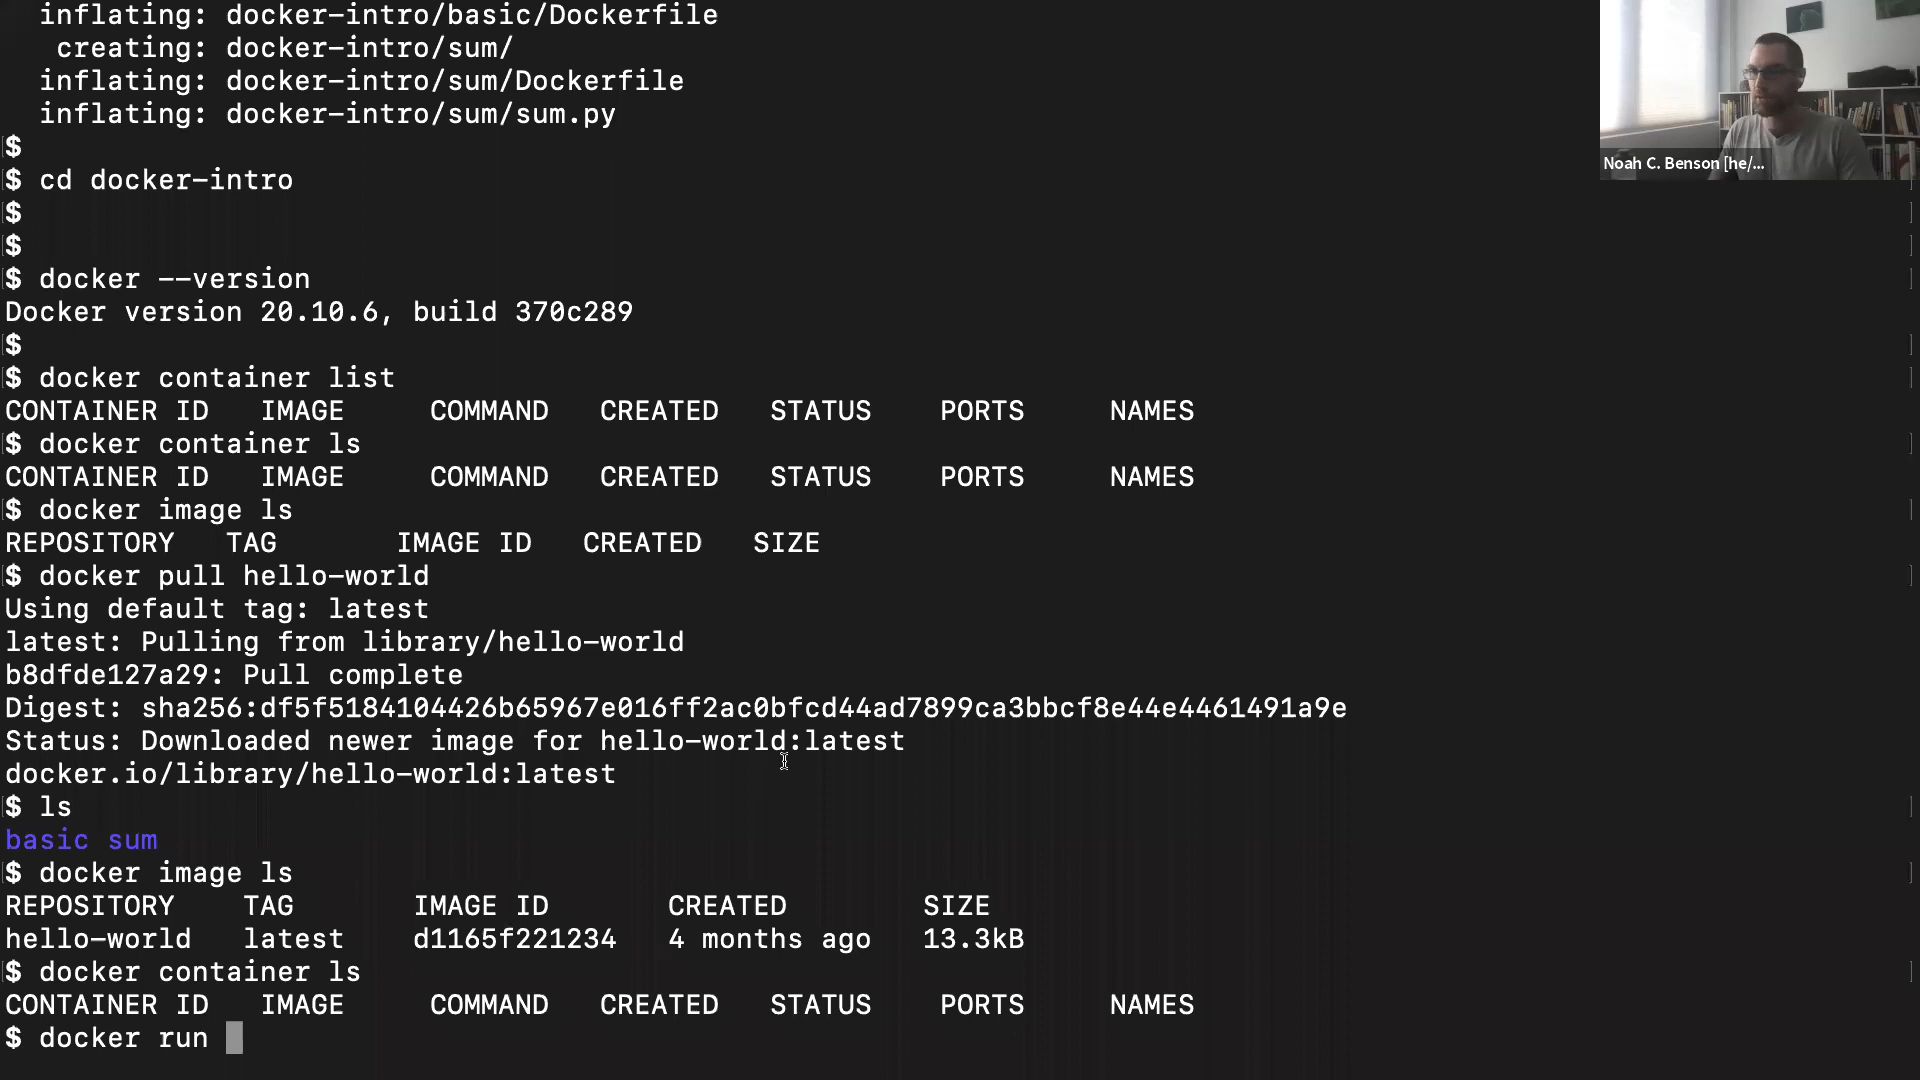 inflating: docker-intro/basic/Dockerfile
creating: docker-intro/sum/
inflating: docker-intro/sum/Dockerfile
inflating: docker-intro/sum/sum.py
$
$ cd docker-intro
$
$
$ docker --version
Docker version 20.10.6, build 370c289
$
$ docker container list
CONTAINER ID   IMAGE     COMMAND   CREATED   STATUS    PORTS     NAMES
$ docker container ls
CONTAINER ID   IMAGE     COMMAND   CREATED   STATUS    PORTS     NAMES
$ docker image ls
REPOSITORY   TAG       IMAGE ID   CREATED   SIZE
$ docker pull hello-world
Using default tag: latest
latest: Pulling from library/hello-world
b8dfde127a29: Pull complete
Digest: sha256:df5f5184104426b65967e016ff2ac0bfcd44ad7899ca3bbcf8e44e4461491a9e
Status: Downloaded newer image for hello-world:latest
docker.io/library/hello-world:latest
$ ls
basic sum
$ docker image ls
REPOSITORY    TAG       IMAGE ID       CREATED        SIZE
hello-world   latest    d1165f221234   4 months ago   13.3kB
$ docker container ls
CONTAINER ID   IMAGE     COMMAND   CREATED   STATUS    PORTS     NAMES
$ docker run
Noah C. Benson [he/...